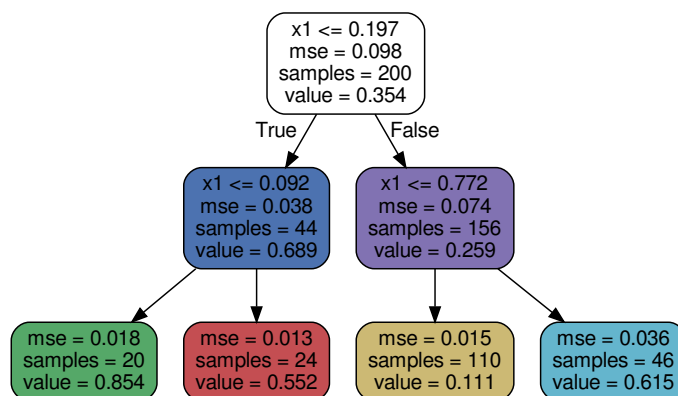 x1 <= 0.197
mse = 0.098
samples = 200
value = 0.354
True
False
x1 <= 0.092
mse = 0.038
samples = 44
value = 0.689
x1 <= 0.772
mse = 0.074
samples = 156
value = 0.259
mse = 0.018
samples = 20
value = 0.854
mse = 0.013
samples = 24
value = 0.552
mse = 0.015
samples = 110
value = 0.111
mse = 0.036
samples = 46
value = 0.615